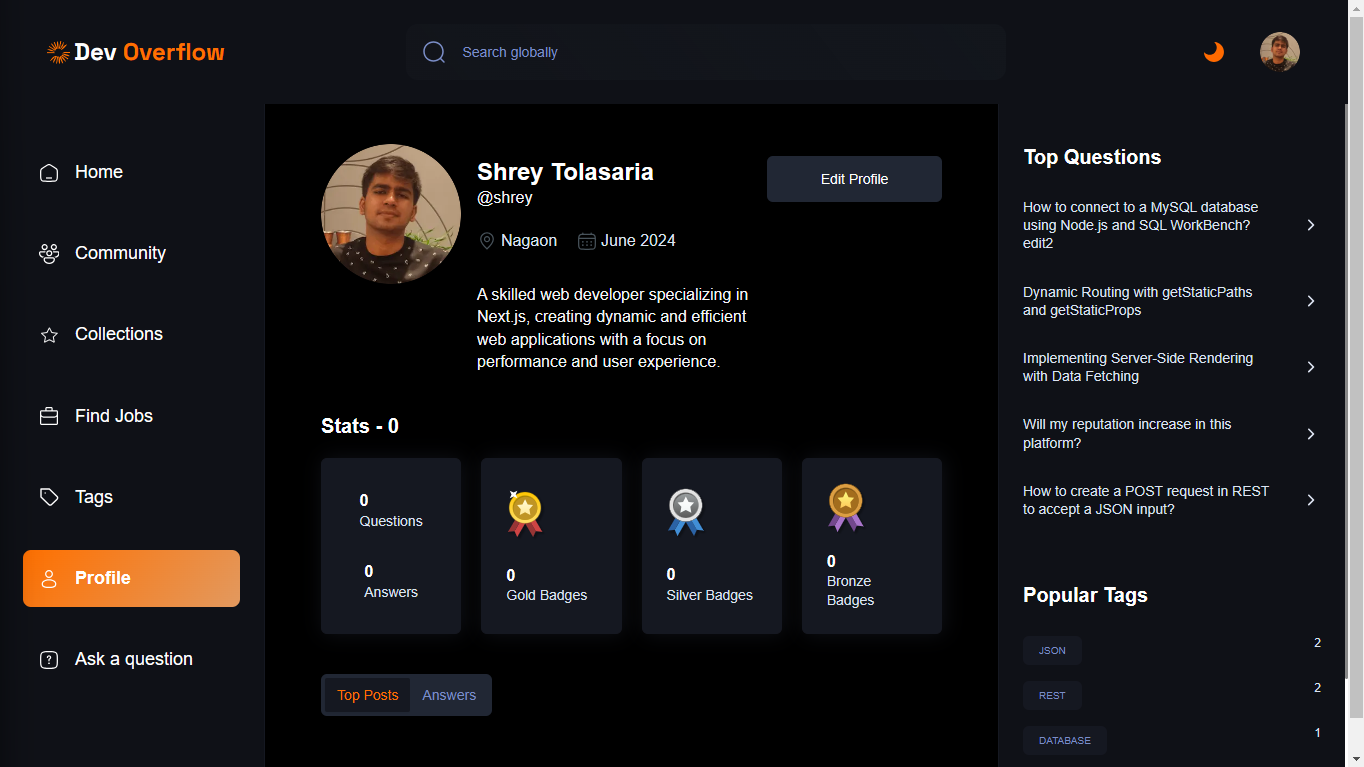 Dev Overflow
Search globally
Home
Community
Collections
Find Jobs
Tags
Profile
Ask a question
Shrey Tolasaria
@shrey
Edit Profile
Nagaon
June 2024
A skilled web developer specializing in
Next.js, creating dynamic and efficient
web applications with a focus on
performance and user experience.
Stats - 0
0
Questions
0
Answers
0
Gold Badges
0
Silver Badges
0
Bronze
Badges
Top Posts
Answers
Top Questions
How to connect to a MySQL database
using Node.js and SQL WorkBench?
edit2
Dynamic Routing with getStaticPaths
and getStaticProps
Implementing Server-Side Rendering
with Data Fetching
Will my reputation increase in this
platform?
How to create a POST request in REST
to accept a JSON input?
Popular Tags
JSON 2
REST 2
DATABASE 1